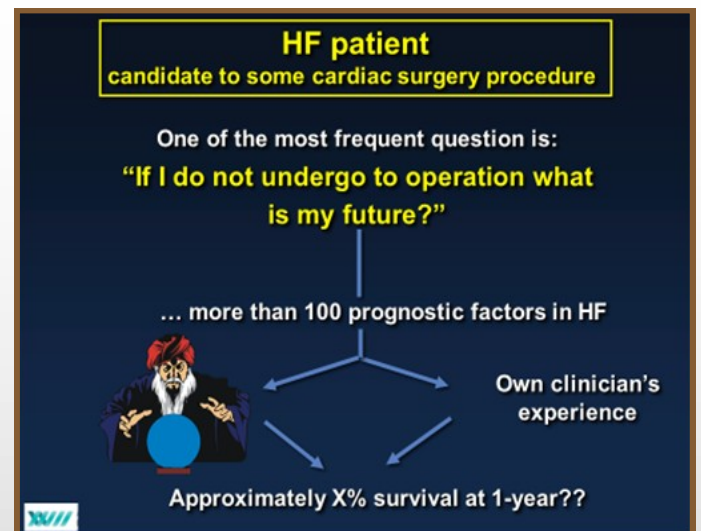 HF patient
candidate to some cardiac surgery procedure
One of the most frequent question is:
“If I do not undergo to operation what
is my future?”
... more than 100 prognostic factors in HF
Own clinician’s
experience
Approximately X% survival at 1-year??